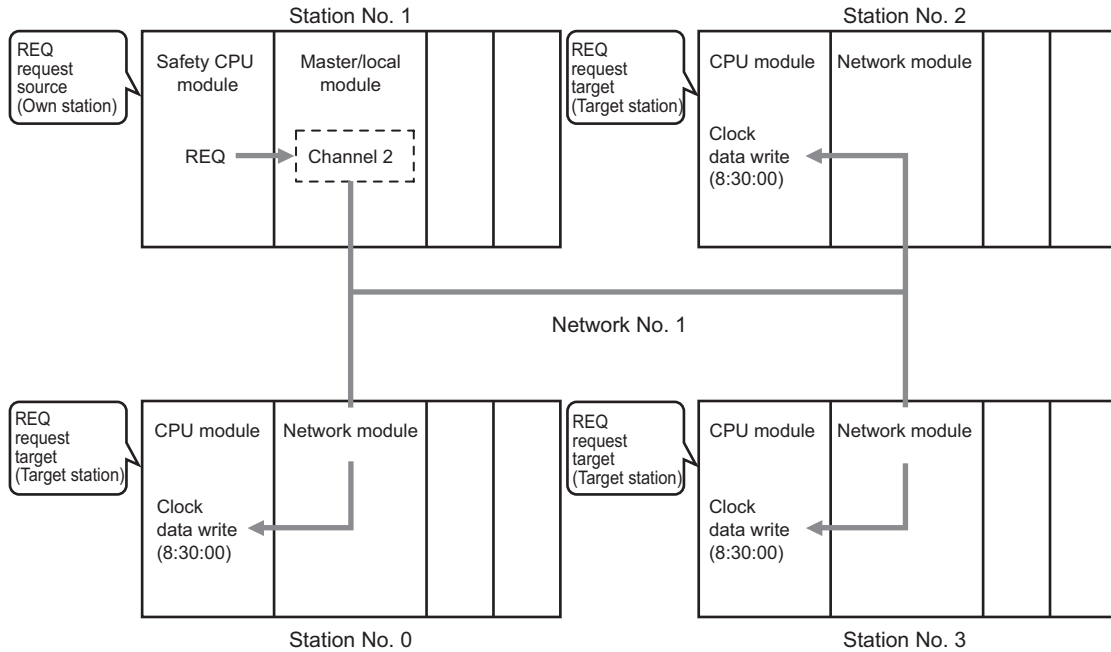 Station No. 1
REQ
request
source
(Own station)
Safety CPU
module
Master/local
module
REQ
Channel 2
Station No. 2
REQ
request
target
(Target station)
CPU module
Network module
Clock
data write
(8:30:00)
Network No. 1
REQ
request
target
(Target station)
CPU module
Network module
Clock
data write
(8:30:00)
Station No. 0
REQ
request
target
(Target station)
CPU module
Network module
Clock
data write
(8:30:00)
Station No. 3